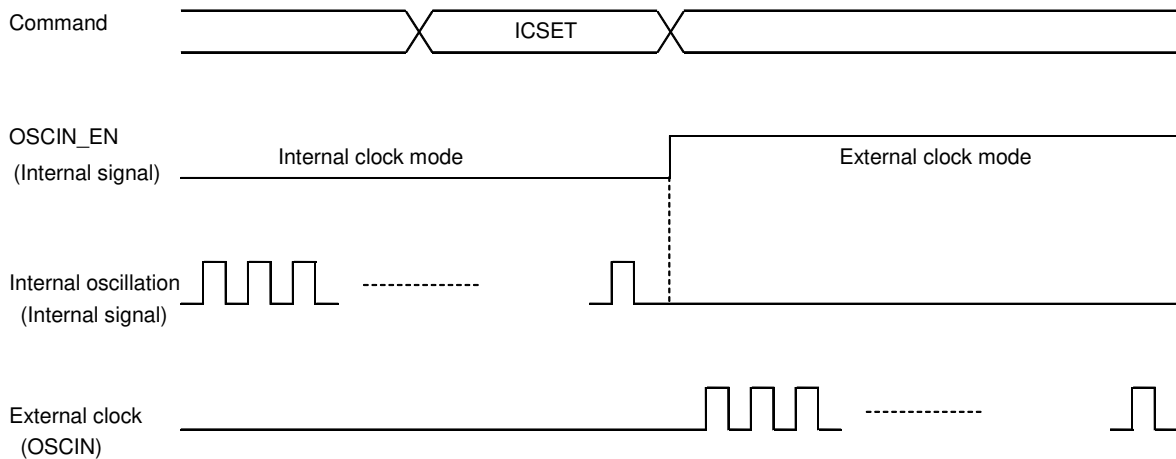 Command
ICSET
OSCIN_EN
(Internal signal)
Internal clock mode
External clock mode
Internal oscillation
(Internal signal)
External clock
(OSCIN)